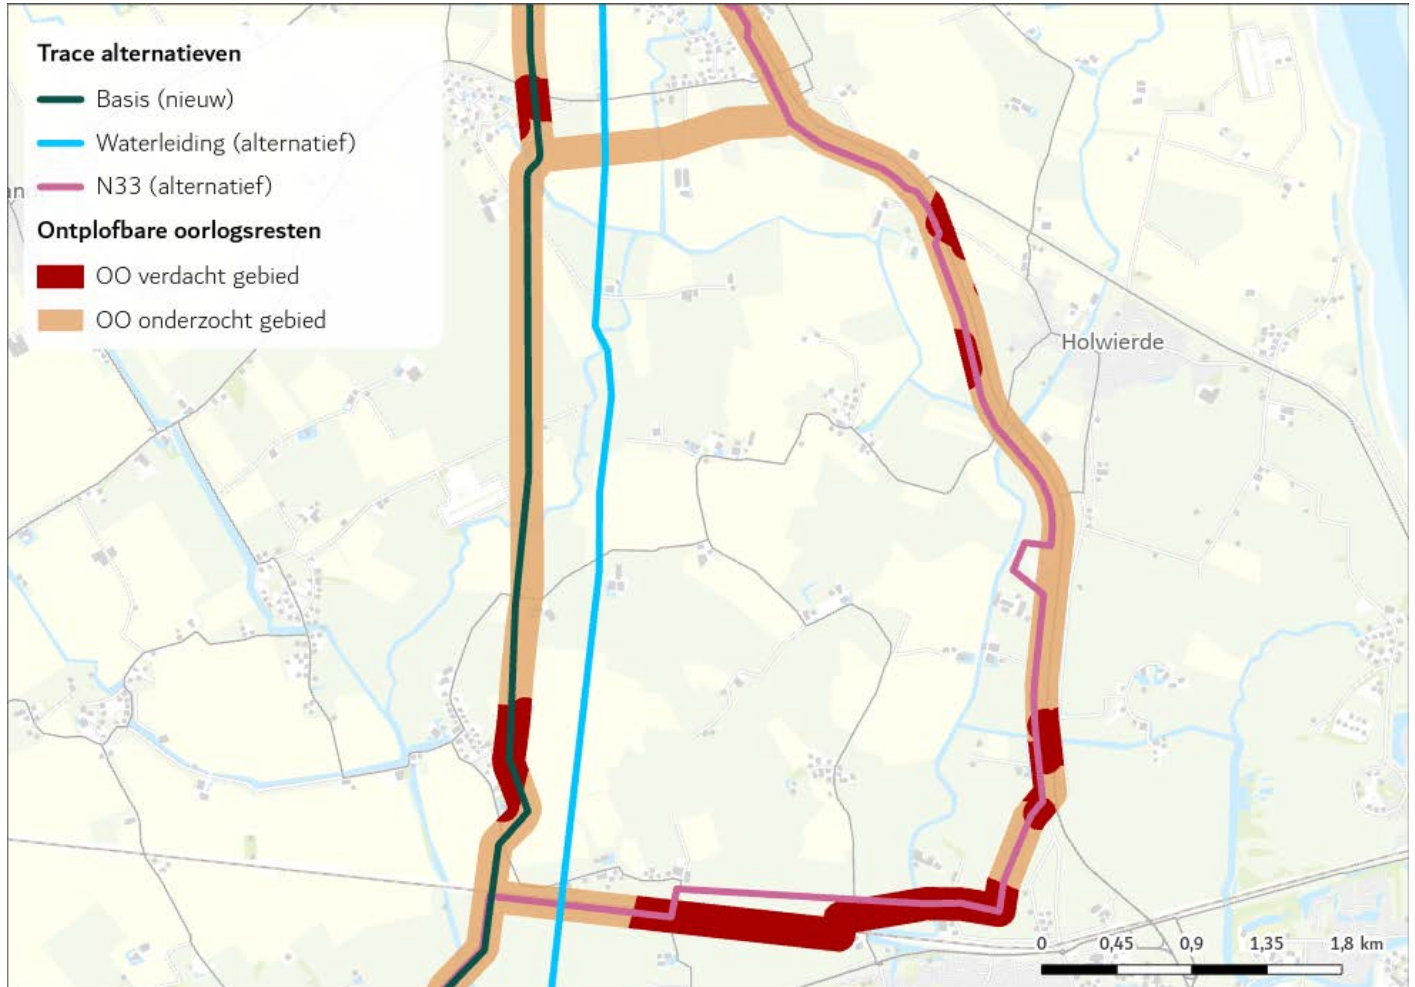 Trace alternatieven
Basis (nieuw)
Waterleiding (alternatief)
N33 (alternatief)
Ontplofbare oorlogsresten
OO verdacht gebied
OO onderzocht gebied
Holwierde
0 0,45 0,9 1,35 1,8 km